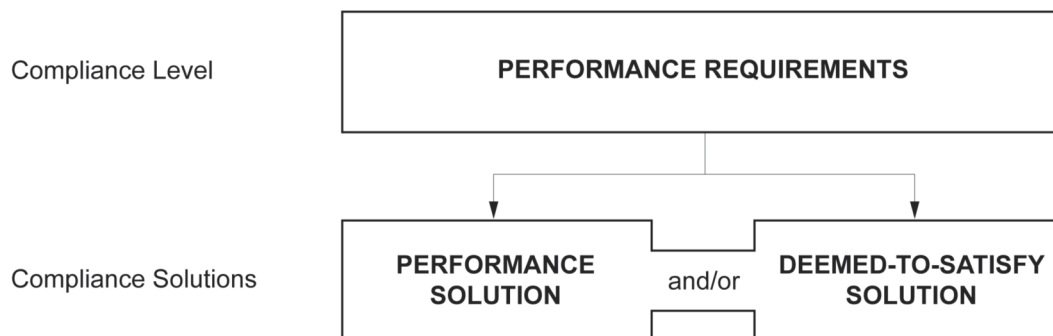 Compliance Level
PERFORMANCE REQUIREMENTS
Compliance Solutions
PERFORMANCE
SOLUTION
and/or
DEEMED-TO-SATISFY
SOLUTION